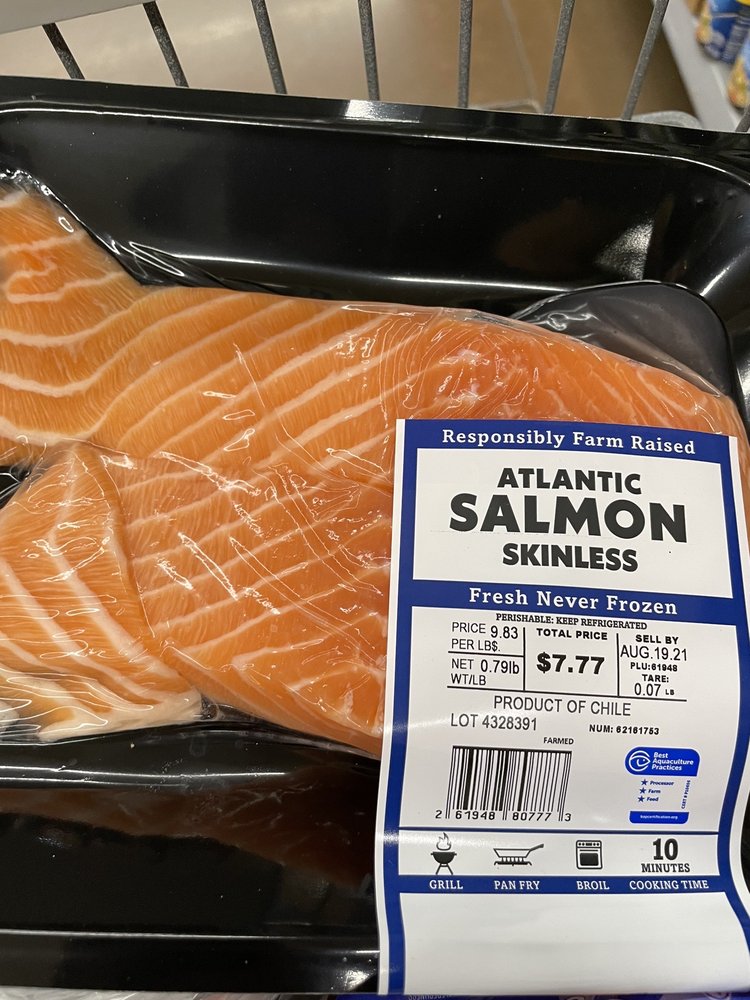 Responsibly Farm Raised
ATLANTIC
SALMON
SKINLESS
Fresh Never Frozen
PERISHABLE: KEEP REFRIGERATED
PRICE 9.83
PER LB$.
NET 0.79lb
WT/LB
TOTAL PRICE
$7.77
SELL BY
AUG.19.21
PLU:61948
TARE:
0.07 LB
PRODUCT OF CHILE
LOT 4328391
NUM: 62161753
FARMED
2 61948 80777 3
Best
Aquaculture
Practices
Processor
Farm
Feed
bapcertification.org
10
MINUTES
GRILL PAN FRY BROIL COOKING TIME